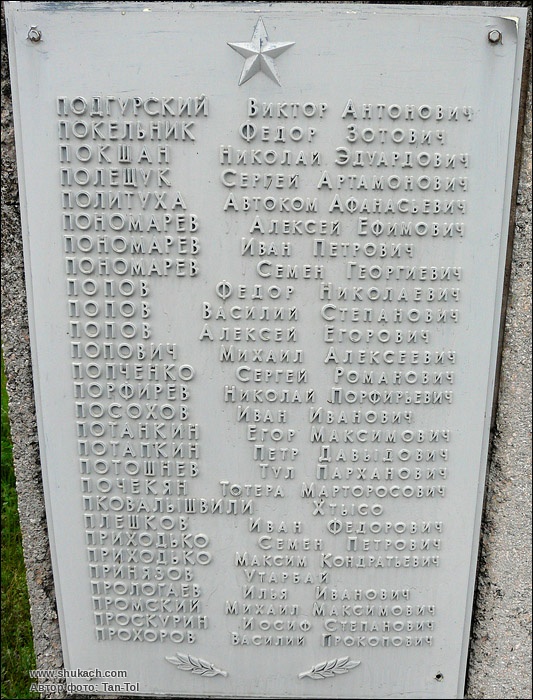 ПОДГУРСКИЙ ВИКТОР АНТОНОВИЧ
ПОКЕЛЬНИК ФЕДОР ЗОТОВИЧ
ПОКШАН НИКОЛАЙ ЭДУАРДОВИЧ
ПОЛЕЩУК СЕРГЕЙ АРТАМОНОВИЧ
ПОЛИТУХА АВТОКОМ АФАНАСЬЕВИЧ
ПОНОМАРЕВ АЛЕКСЕЙ ЕФИМОВИЧ
ПОНОМАРЕВ ИВАН ПЕТРОВИЧ
ПОНОМАРЕВ СЕМЕН ГЕОРГИЕВИЧ
ПОПОВ ФЕДОР НИКОЛАЕВИЧ
ПОПОВ ВАСИЛИЙ СТЕПАНОВИЧ
ПОПОВ АЛЕКСЕЙ ЕГОРОВИЧ
ПОПОВИЧ МИХАИЛ АЛЕКСЕЕВИЧ
ПОПЧЕНКО СЕРГЕЙ РОМАНОВИЧ
ПОРФИРЕВ НИКОЛАЙ ПОРФИРЬЕВИЧ
ПОСОХОВ ИВАН ИВАНОВИЧ
ПОТАНКИН ЕГОР МАКСИМОВИЧ
ПОТАПКИН ПЕТР ДАВЫДОВИЧ
ПОТОШНЕВ ТУЛ ПАРХАНОВИЧ
ПОЧЕКЯН ТОТЕРА МАРТОРОСОВИЧ
ПКОВАЛЬШВИЛИ ХТЫСО
ПЛЕШКОВ ИВАН ФЕДОРОВИЧ
ПРИХОДЬКО СЕМЕН ПЕТРОВИЧ
ПРИХОДЬКО МАКСИМ КОНДРАТЬЕВИЧ
ПРИНЯЗОВ УТАРБАЙ
ПРОЛОГАЕВ ИЛЬЯ ИВАНОВИЧ
ПРОМСКИЙ МИХАИЛ МАКСИМОВИЧ
ПРОСКУРИН ИОСИФ СТЕПАНОВИЧ
ПРОХОРОВ ВАСИЛИЙ ПРОКОПОВИЧ
www.shukach.com
Автор фото: Tan-Tol